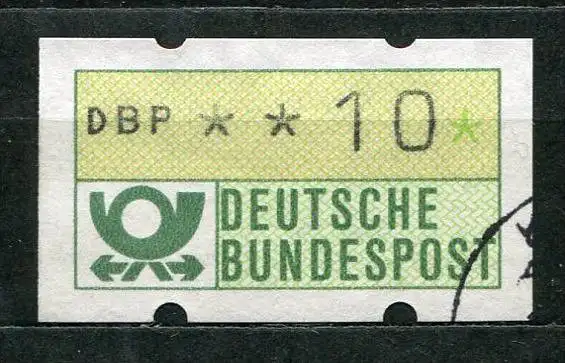 DBP **10*
DEUTSCHE
BUNDESPOST